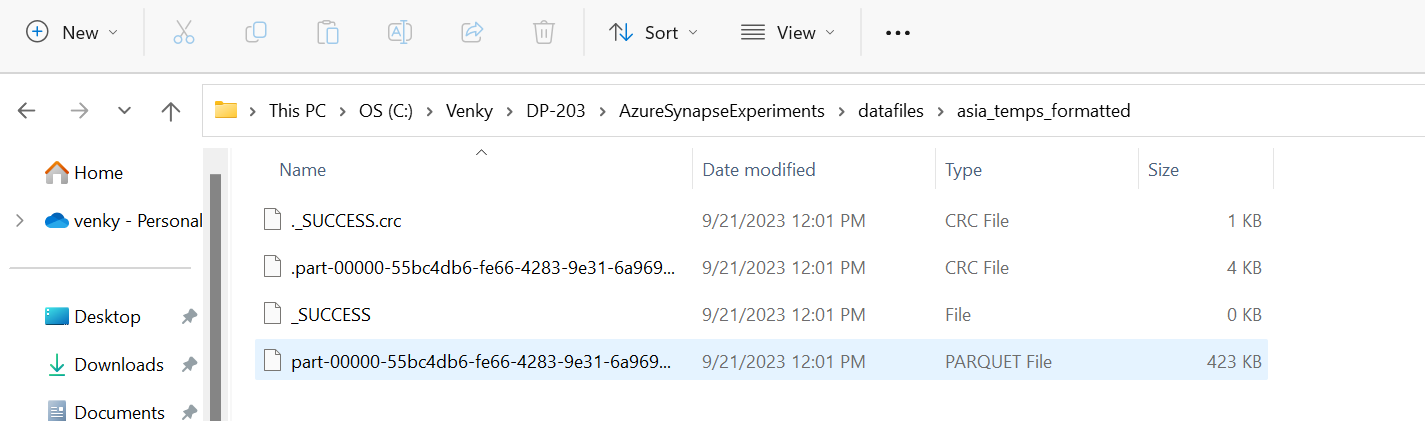 New Sort View
This PC OS (C:) Venky DP-203 AzureSynapseExperiments datafiles asia_temps_formatted
Home
venky - Personal
Desktop
Downloads
Documents
Name Date modified Type Size
._SUCCESS.crc 9/21/2023 12:01 PM CRC File 1 KB
.part-00000-55bc4db6-fe66-4283-9e31-6a969... 9/21/2023 12:01 PM CRC File 4 KB
_SUCCESS 9/21/2023 12:01 PM File 0 KB
part-00000-55bc4db6-fe66-4283-9e31-6a969... 9/21/2023 12:01 PM PARQUET File 423 KB